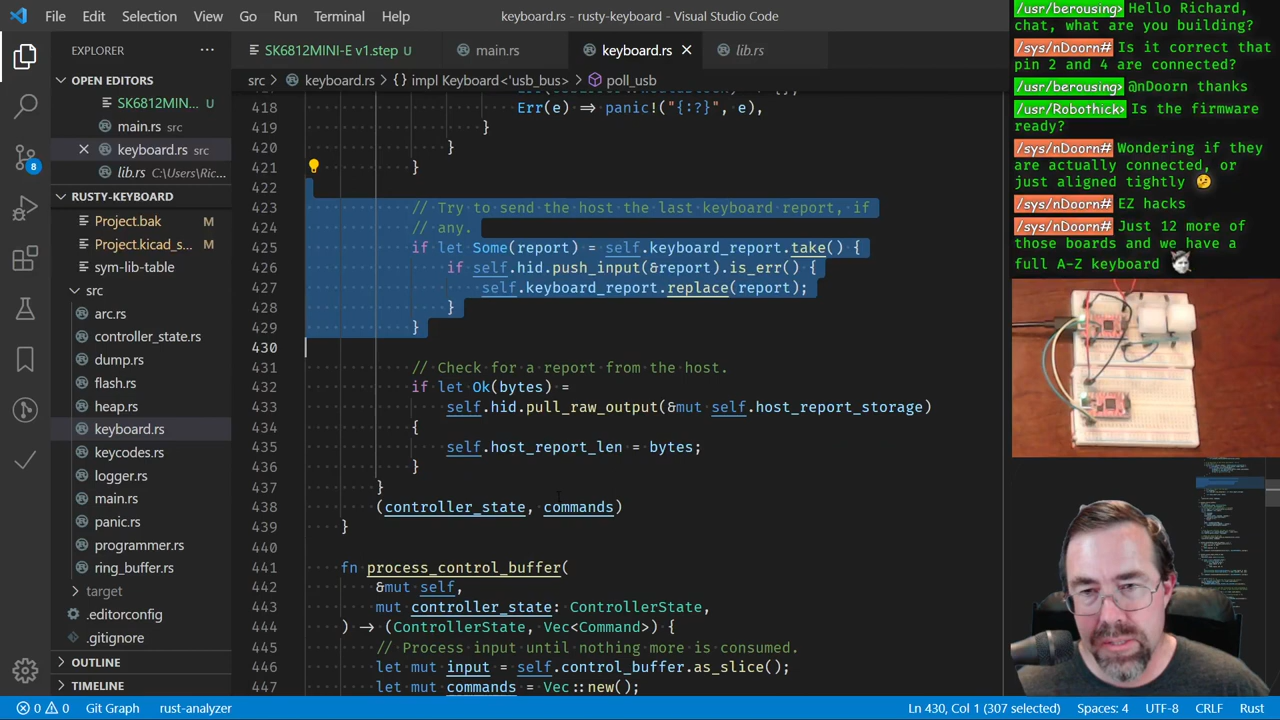 File Edit Selection View Go Run Terminal Help
keyboard.rs - rusty-keyboard - Visual Studio Code
EXPLORER
OPEN EDITORS
SK6812MIN... U
main.rs src
keyboard.rs src
lib.rs C:\Users\Ric...
8
RUSTY-KEYBOARD
Project.bak M
Project.kicad_s... M
sym-lib-table
src
arc.rs
controller_state.rs
dump.rs
flash.rs
heap.rs
keyboard.rs
keycodes.rs
logger.rs
main.rs
panic.rs
programmer.rs
ring_buffer.rs
target
.editorconfig
.gitignore
OUTLINE
TIMELINE
SK6812MINI-E v1.step U
main.rs
keyboard.rs
lib.rs
src > keyboard.rs > impl Keyboard<'usb_bus> > poll_usb
418 Err(e) => panic!("{:?}", e),
419 }
420 }
421 }
422
423 // Try to send the host the last keyboard report, if
424 // any.
425 if let Some(report) = self.keyboard_report.take() {
426 if self.hid.push_input(&report).is_err() {
427 self.keyboard_report.replace(report);
428 }
429 }
430
431 // Check for a report from the host.
432 if let Ok(bytes) =
433 self.hid.pull_raw_output(&mut self.host_report_storage)
434 {
435 self.host_report_len = bytes;
436 }
437 }
438 (controller_state, commands)
439 }
440
441 fn process_control_buffer(
442 &mut self,
443 mut controller_state: ControllerState,
444 ) -> (ControllerState, Vec<Command>) {
445 // Process input until nothing more is consumed.
446 let mut input = self.control_buffer.as_slice();
447 let mut commands = Vec::new();
/usr/berousing> Hello Richard,
chat, what are you building?
/sys/nDoorn# Is it correct that
pin 2 and 4 are connected?
/usr/berousing> @nDoorn thanks
/usr/Robothick> Is the firmware
ready?
/sys/nDoorn# Wondering if they
are actually connected, or
just aligned tightly 🤔
/sys/nDoorn# EZ hacks
/sys/nDoorn# Just 12 more of
those boards and we have a
full A-Z keyboard
0 0 Git Graph rust-analyzer
Ln 430, Col 1 (307 selected) Spaces: 4 UTF-8 CRLF Rust